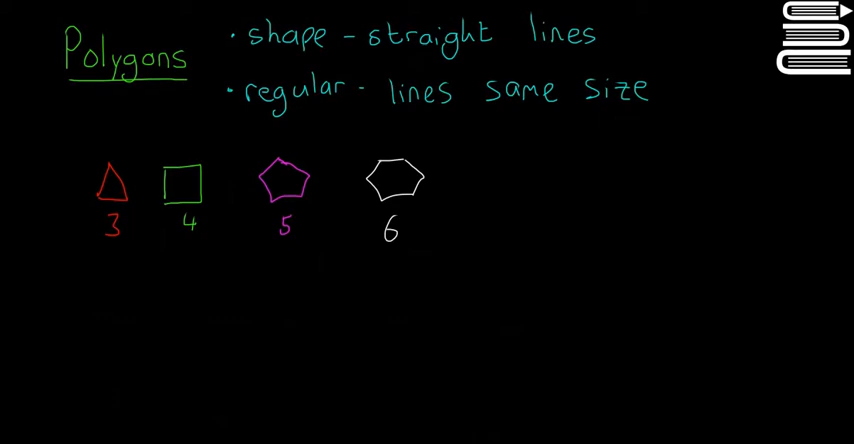 Polygons
· shape - straight lines
· regular - lines same size
3 4 5 6